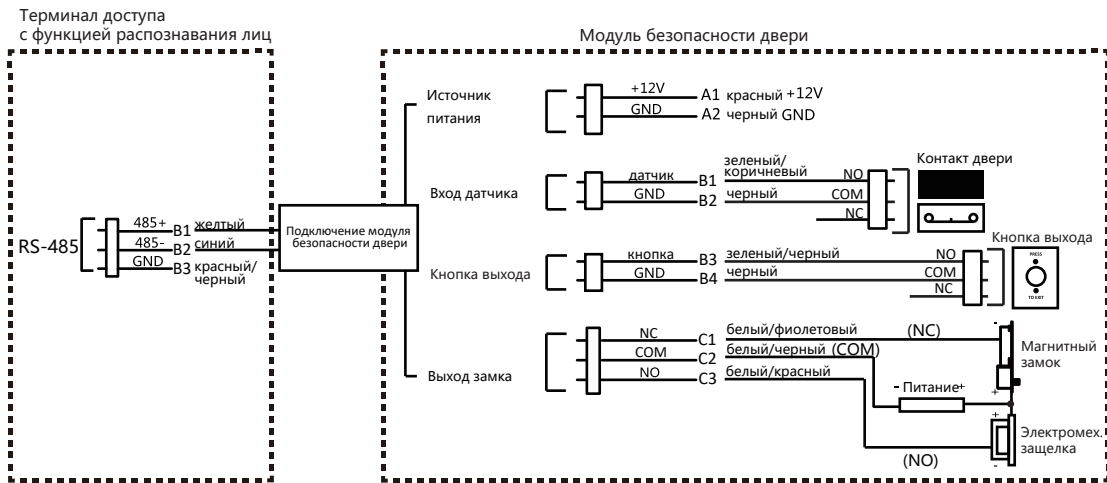 Терминал доступа
с функцией распознавания лиц
Модуль безопасности двери
RS-485
485+ B1 желтый
485- B2 синий
GND B3 красный/
черный
Подключение модуля
безопасности двери
Источник
питания
+12V A1 красный +12V
GND A2 черный GND
Вход датчика
датчик B1 зеленый/
коричневый NO
GND B2 черный COM
NC
Контакт двери
Кнопка выхода
кнопка B3 зеленый/черный NO
GND B4 черный COM
NC
Кнопка выхода
PRESS
TO EXIT
Выход замка
NC C1 белый/фиолетовый (NC)
COM C2 белый/черный (COM)
NO C3 белый/красный
- Питание+
(NO)
-
Магнитный
замок
+
+
Электромех.
защелка
-